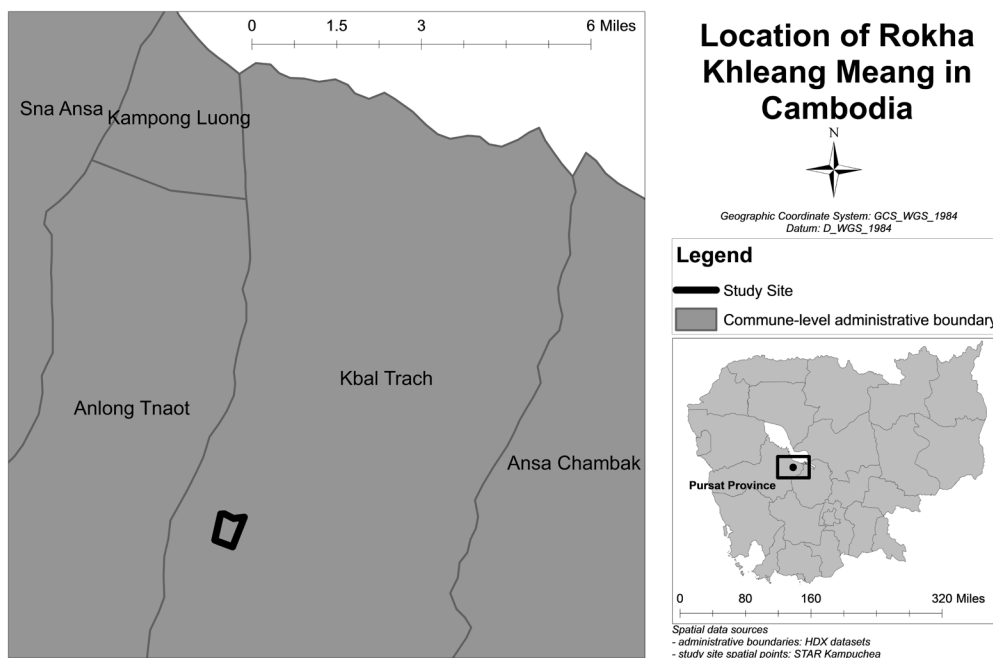 0 1.5 3 6 Miles
Sna Ansa
Kampong Luong
Kbal Trach
Anlong Tnaot
Ansa Chambak
Location of Rokha
Khleang Meang in
Cambodia
N
Geographic Coordinate System: GCS_WGS_1984
Datum: D_WGS_1984
Legend
Study Site
Commune-level administrative boundary
Pursat Province
0 80 160 320 Miles
Spatial data sources
- administrative boundaries: HDX datasets
- study site spatial points: STAR Kampuchea